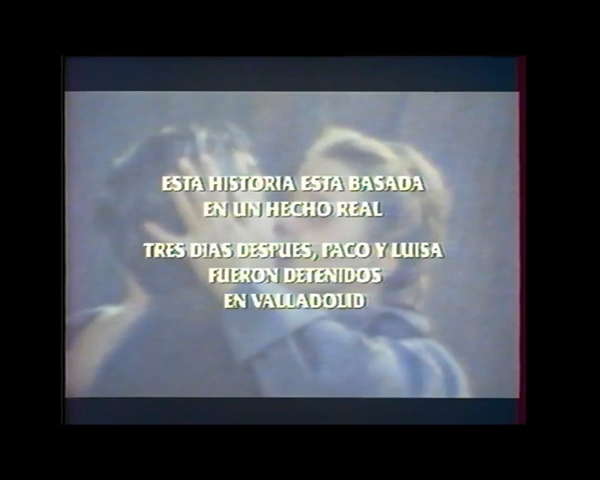 ESTA HISTORIA ESTA BASADA
EN UN HECHO REAL
TRES DIAS DESPUES, PACO Y LUISA
FUERON DETENIDOS
EN VALLADOLID